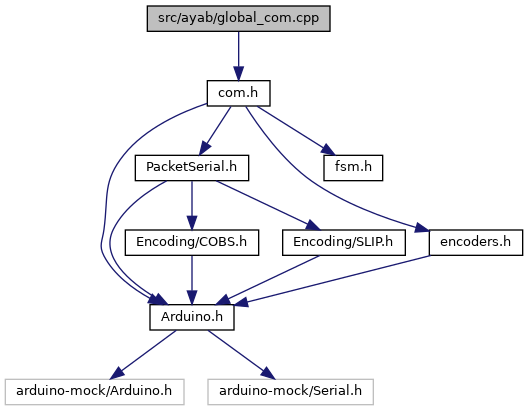 src/ayab/global_com.cpp
com.h
PacketSerial.h
fsm.h
Encoding/COBS.h
Encoding/SLIP.h
encoders.h
Arduino.h
arduino-mock/Arduino.h
arduino-mock/Serial.h